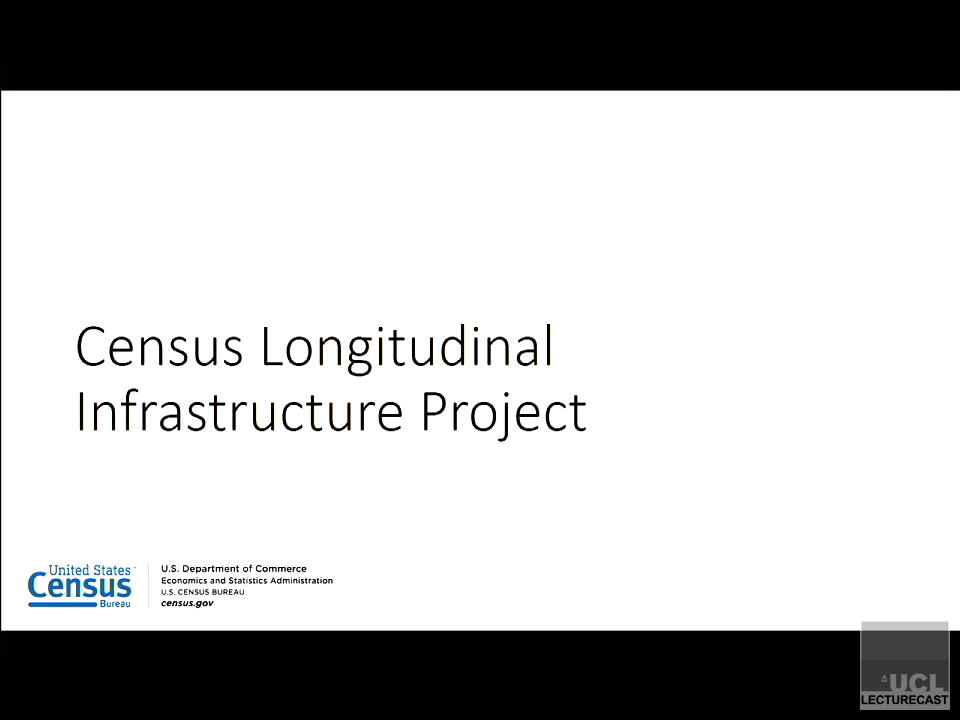 Census Longitudinal
Infrastructure Project
United States
Census
Bureau
U.S. Department of Commerce
Economics and Statistics Administration
U.S. CENSUS BUREAU
census.gov
UCL
LECTURECAST